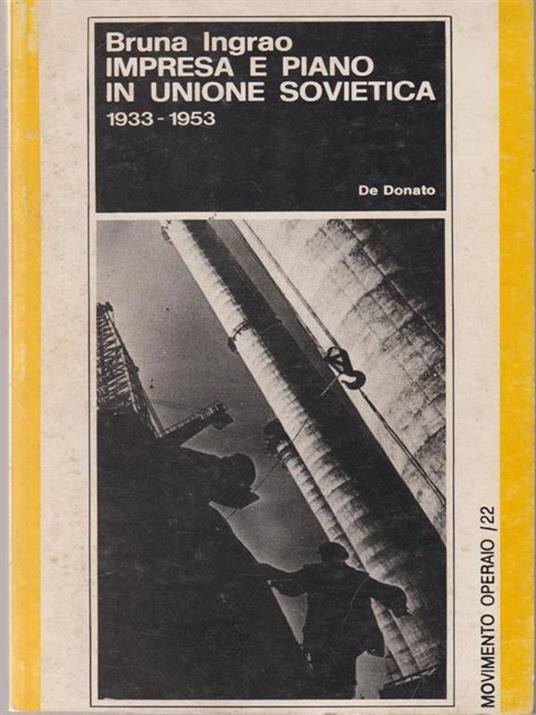 Bruna Ingrao
IMPRESA E PIANO
IN UNIONE SOVIETICA
1933-1953
De Donato
MOVIMENTO OPERAIO /22